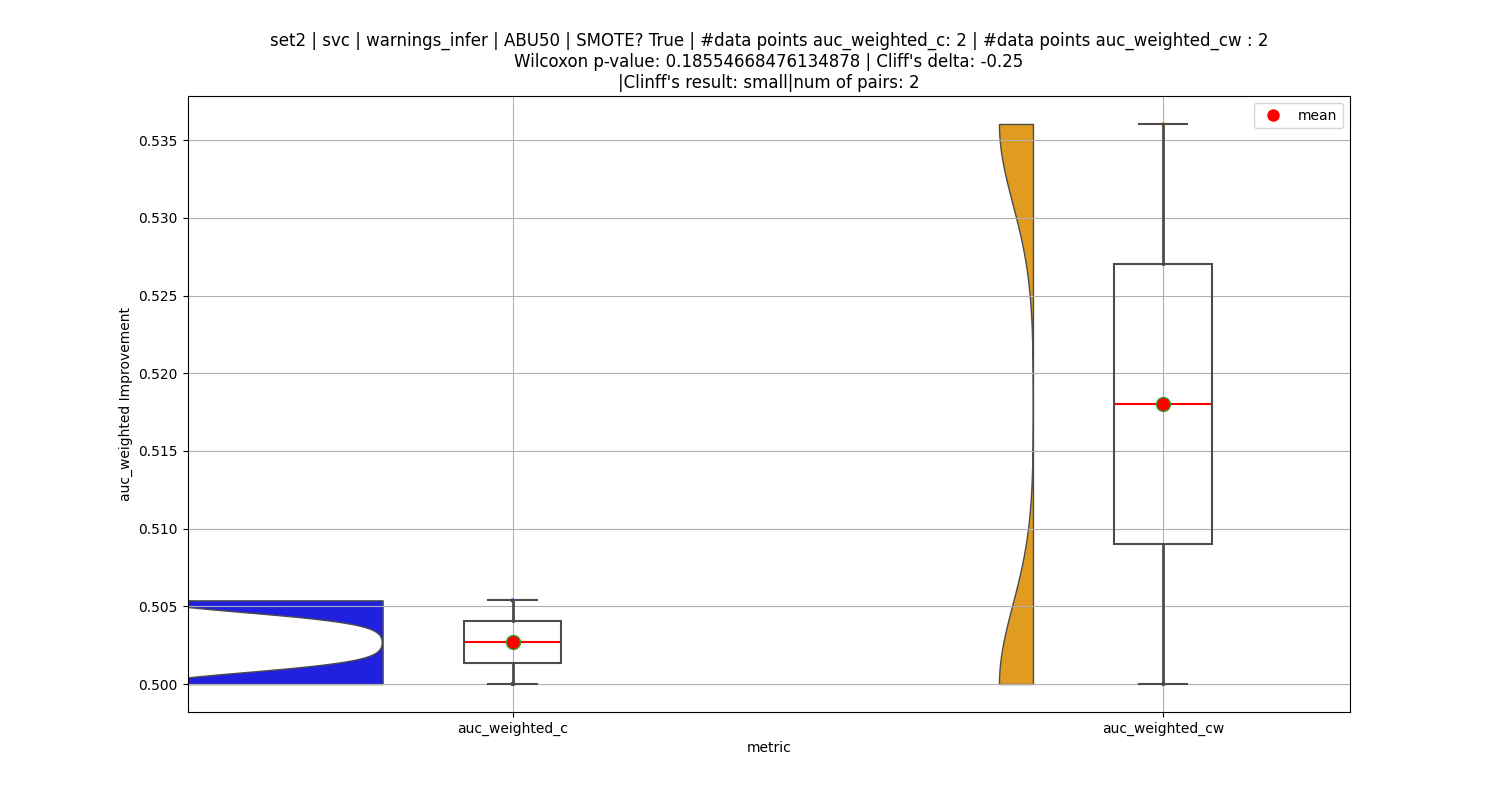 set2 | svc | warnings_infer | ABU50 | SMOTE? True | #data points auc_weighted_c: 2 | #data points auc_weighted_cw : 2
Wilcoxon p-value: 0.18554668476134878 | Cliff's delta: -0.25
|Clinff's result: small|num of pairs: 2
mean
0.535
0.530
0.525
0.520
0.515
0.510
0.505
0.500
auc_weighted Improvement
auc_weighted_c
auc_weighted_cw
metric